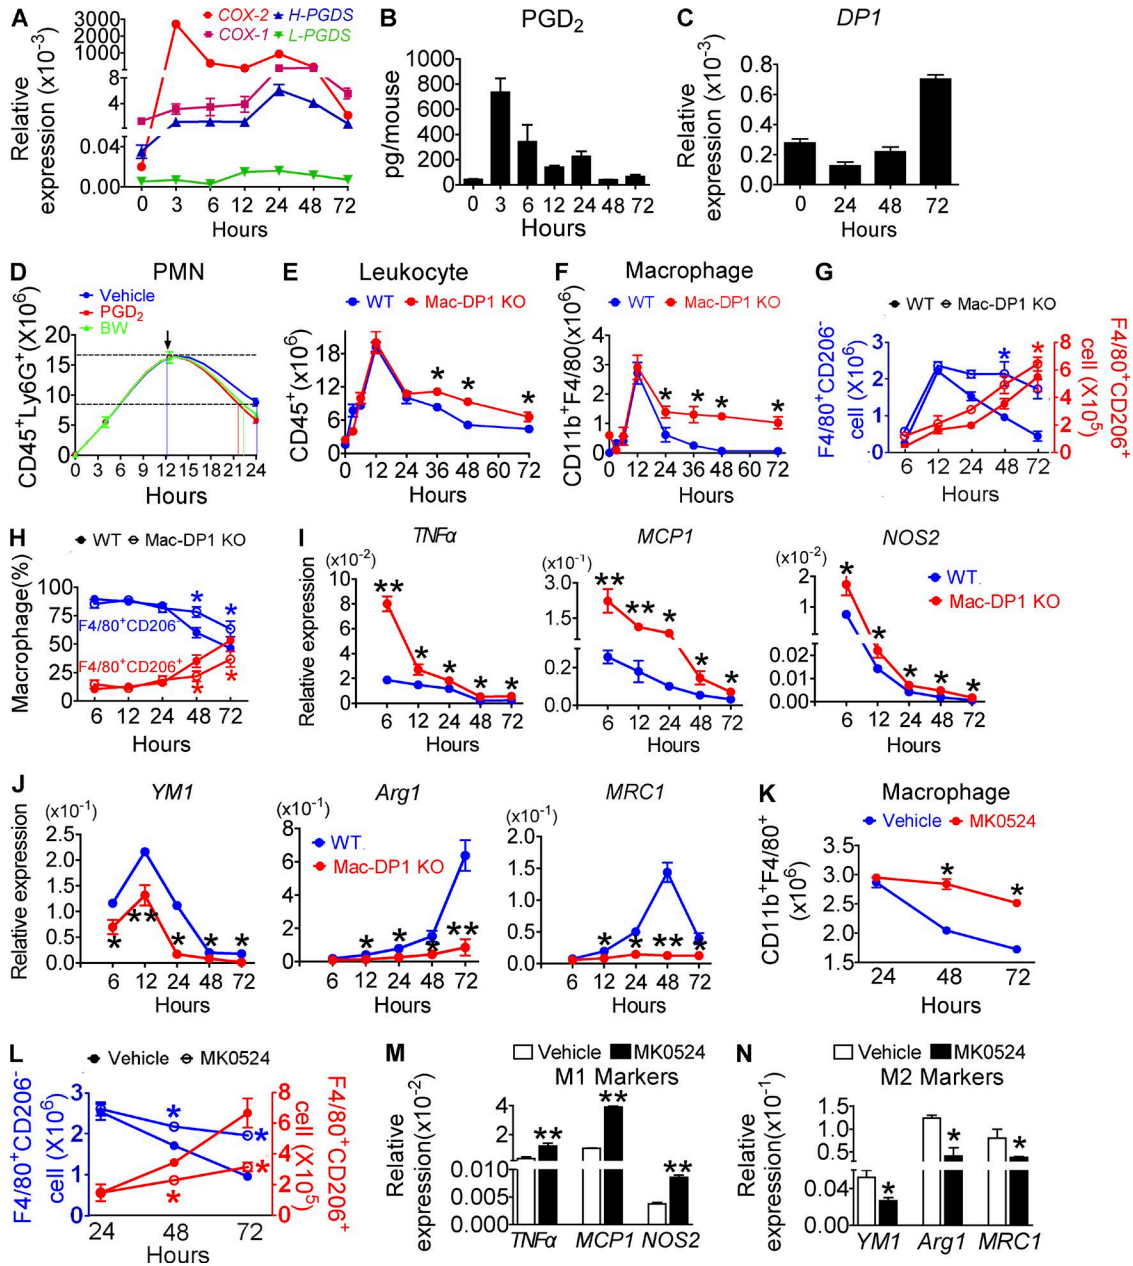 A
COX-2 H-PGDS
COX-1 L-PGDS
Relative expression (x10⁻³)
3000
2000
1000
8
4
0.04
0.00
0 3 6 12 24 48 72
Hours
B
PGD₂
pg/mouse
1000
800
600
400
200
0
0 3 6 12 24 48 72
Hours
C
DP1
Relative expression (x10⁻³)
0.8
0.6
0.4
0.2
0.0
0 24 48 72
Hours
D
PMN
Vehicle
PGD₂
BW
CD45⁺Ly6G⁺(X10⁶)
20
15
10
5
0
0 3 6 9 12 15 18 21 24
Hours
E
Leukocyte
WT Mac-DP1 KO
CD45⁺(x10⁶)
18
12
6
0
0 12 24 36 48 60 72
* * *
Hours
F
Macrophage
WT Mac-DP1 KO
CD11b⁺F4/80(x10⁶)
4
3
2
1
0
0 12 24 36 48 60 72
* * * *
Hours
G
WT Mac-DP1 KO
F4/80⁺CD206⁻
cell (X10⁶)
3
2
1
0
* *
8
6
4
2
0
F4/80⁺CD206⁺
cell (X10⁵)
6 12 24 48 72
Hours
H
WT Mac-DP1 KO
Macrophage(%)
100
75
50
25
0
F4/80⁺CD206⁻
F4/80⁺CD206⁺
* *
* *
6 12 24 48 72
Hours
I
TNFα
(x10⁻²)
Relative expression
10
8
6
4
2
0
** * * * *
6 12 24 48 72
Hours
MCP1
(x10⁻¹)
3.0
1.5
0.2
0.0
** ** * * *
6 12 24 48 72
Hours
NOS2
(x10⁻²)
WT.
Mac-DP1 KO
2
1
0.02
0.01
0.00
* * * * *
6 12 24 48 72
Hours
J
YM1
(x10⁻¹)
Relative expression
2.5
2.0
1.5
1.0
0.5
0.0
* ** * * *
6 12 24 48 72
Hours
Arg1
(x10⁻¹)
WT.
Mac-DP1 KO
8
6
4
2
0
* * * **
6 12 24 48 72
Hours
MRC1
(x10⁻¹)
2.0
1.5
1.0
0.5
0.0
* * ** *
6 12 24 48 72
Hours
K
Macrophage
Vehicle MK0524
CD11b⁺F4/80⁺
(x10⁶)
3.5
3.0
2.5
2.0
1.5
* *
24 48 72
Hours
L
Vehicle MK0524
F4/80⁺CD206⁻
cell (X10⁶)
3
2
1
0
* *
* *
8
6
4
2
0
F4/80⁺CD206⁺
cell (X10⁵)
24 48 72
Hours
M
Vehicle MK0524
M1 Markers
Relative expression(x10⁻²)
4
2
0.010
0.005
0.000
** ** **
TNFα MCP1 NOS2
N
Vehicle MK0524
M2 Markers
Relative expression(x10⁻¹)
1.5
1.0
0.5
0.04
0.00
* * *
YM1 Arg1 MRC1